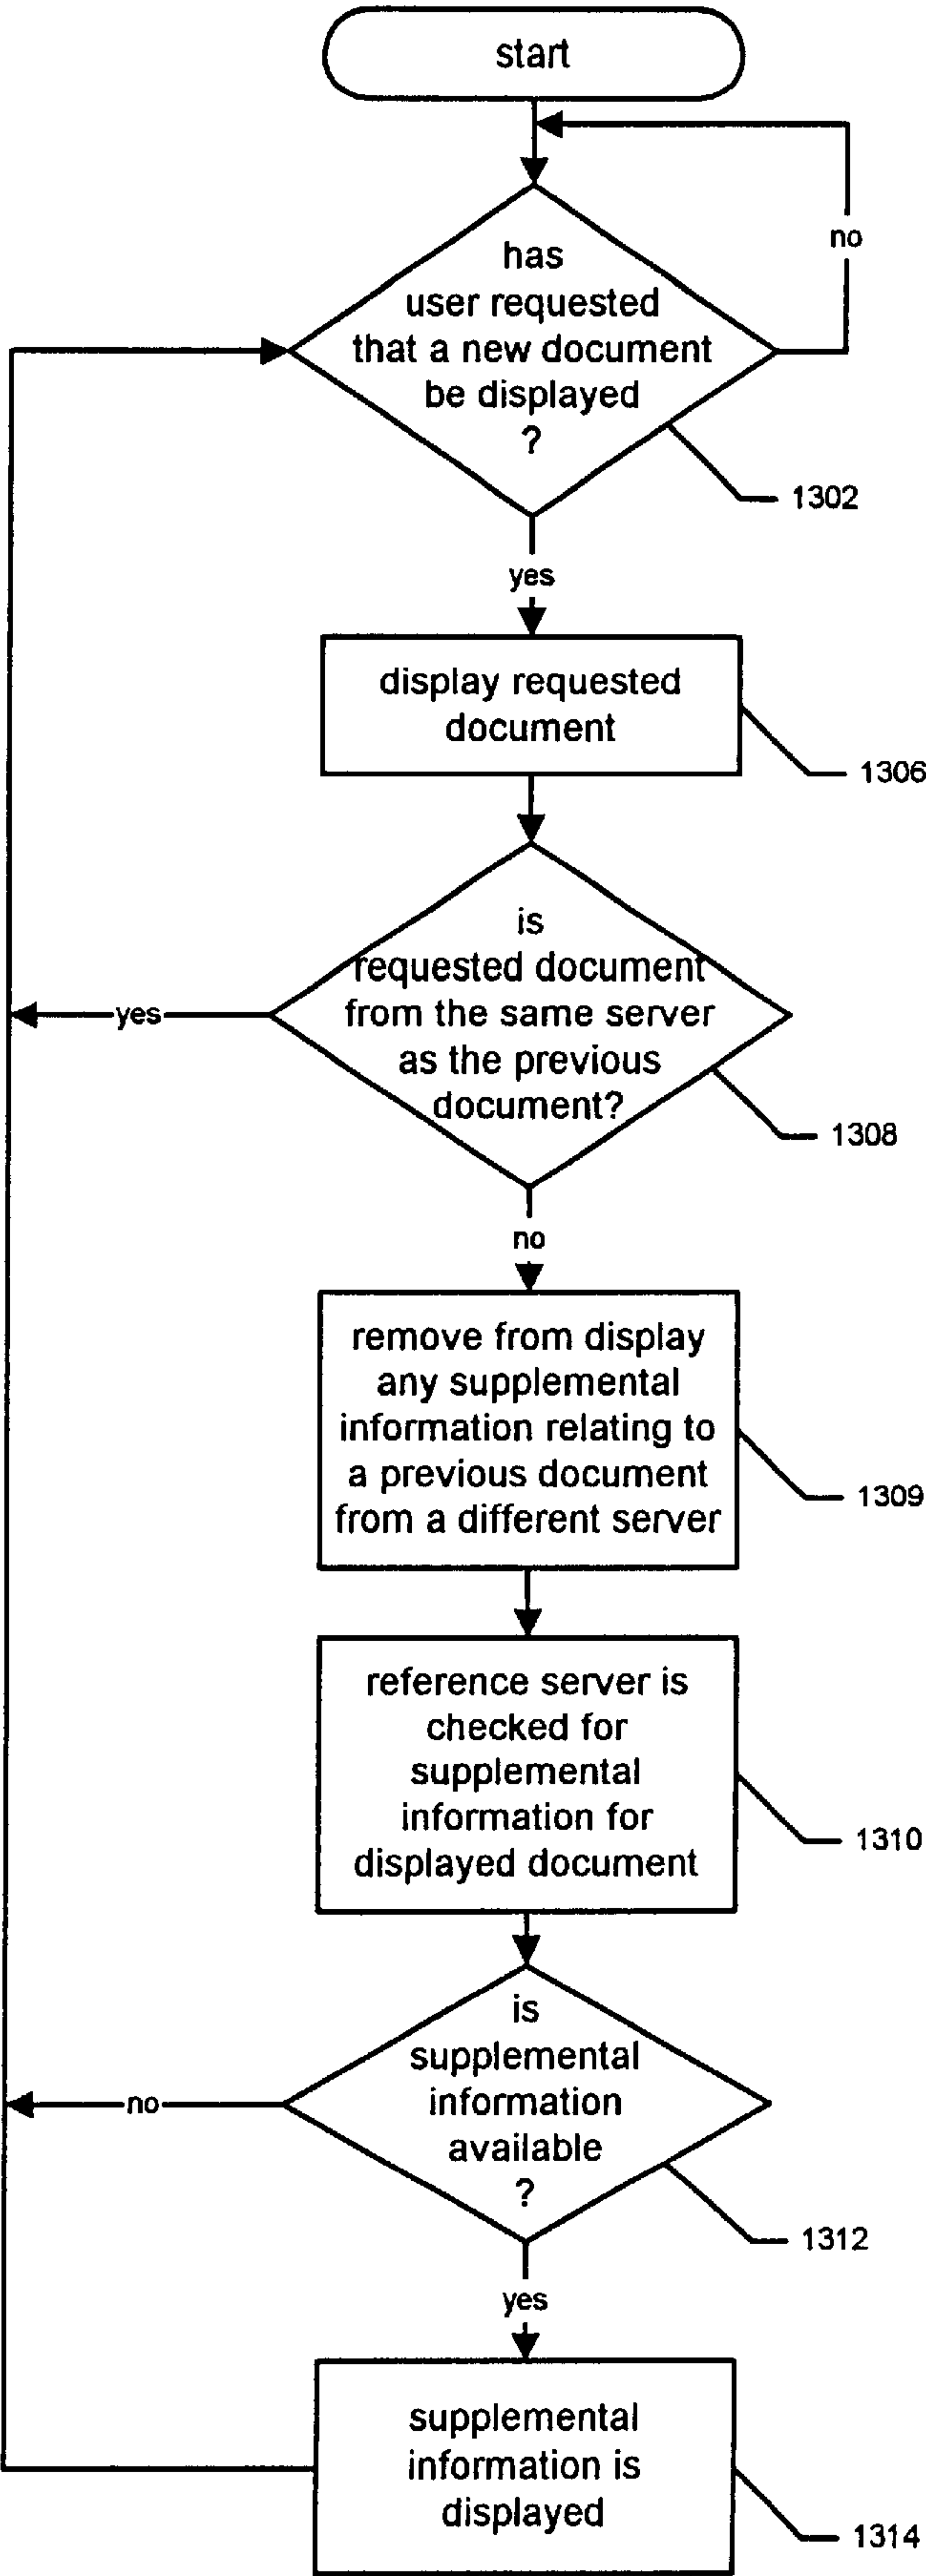 start
no
has
user requested
that a new document
be displayed
?
1302
yes
display requested
document
1306
is
requested document
from the same server
as the previous
document?
yes
1308
no
remove from display
any supplemental
information relating to
a previous document
from a different server
1309
reference server is
checked for
supplemental
information for
displayed document
1310
is
supplemental
information
available
?
no
1312
yes
supplemental
information is
displayed
1314